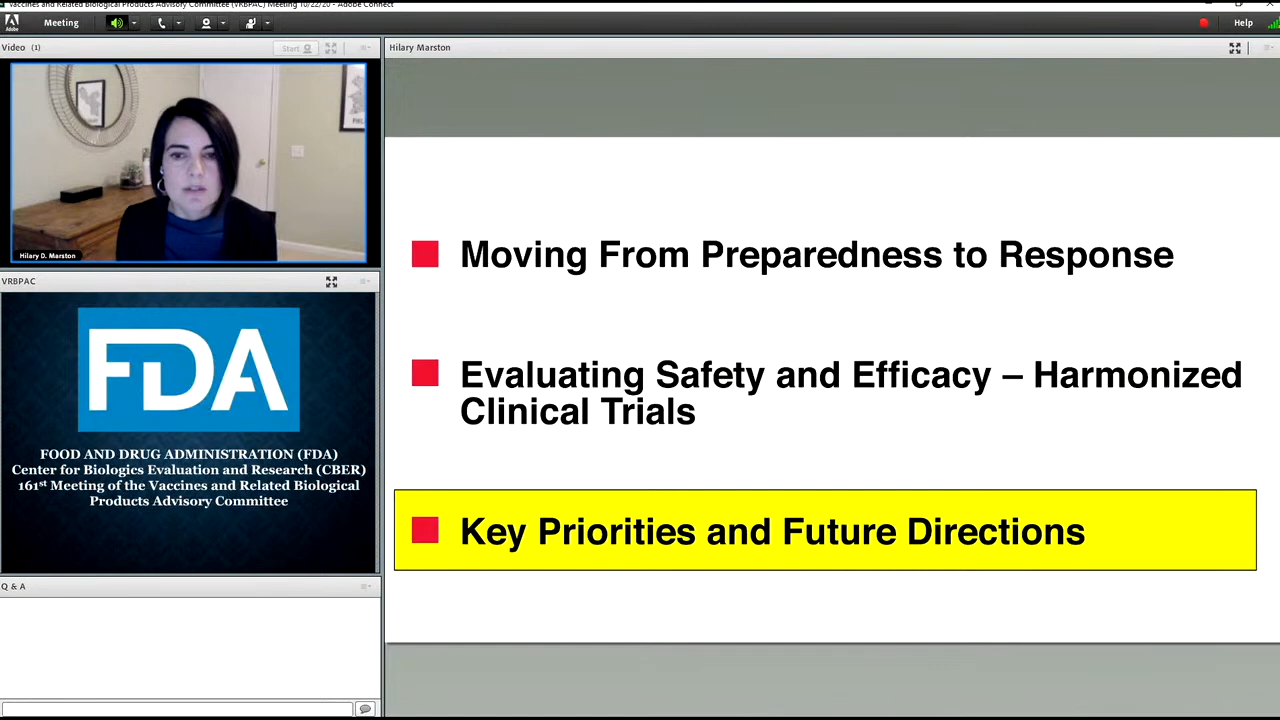 Vaccines and Related Biological Products Advisory Committee (VRBPAC) Meeting 10/22/20 - Adobe Connect
Adobe
Meeting
Help
Video (1)
Start
Hilary D. Marston
VRBPAC
FDA
FOOD AND DRUG ADMINISTRATION (FDA)
Center for Biologics Evaluation and Research (CBER)
161st Meeting of the Vaccines and Related Biological
Products Advisory Committee
Q & A
Hilary Marston
Moving From Preparedness to Response
Evaluating Safety and Efficacy – Harmonized
Clinical Trials
Key Priorities and Future Directions